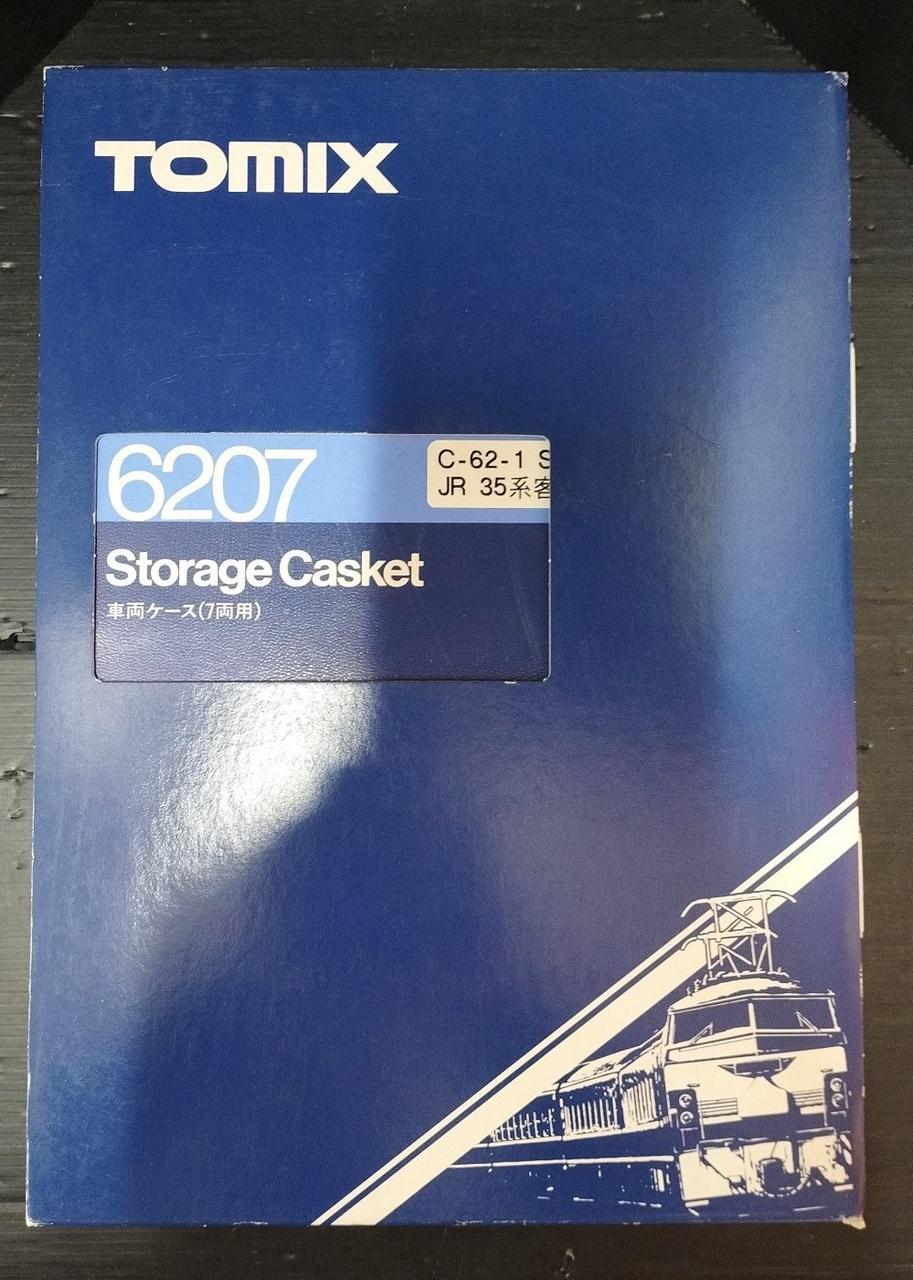 TOMIX
6207
C-62-1 S
JR 35系客
Storage Casket
車両ケース(7両用)